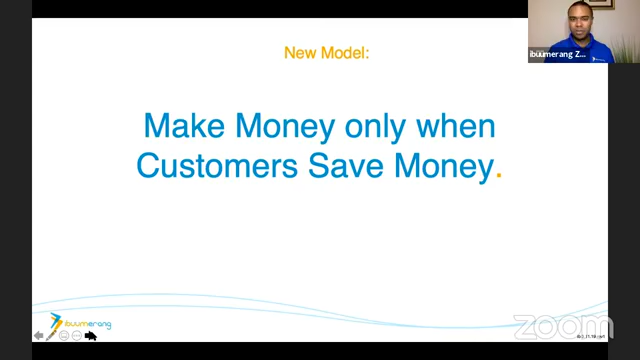 New Model:
ibuumerang Z...
Make Money only when
Customers Save Money.
ibuumerang
zoom